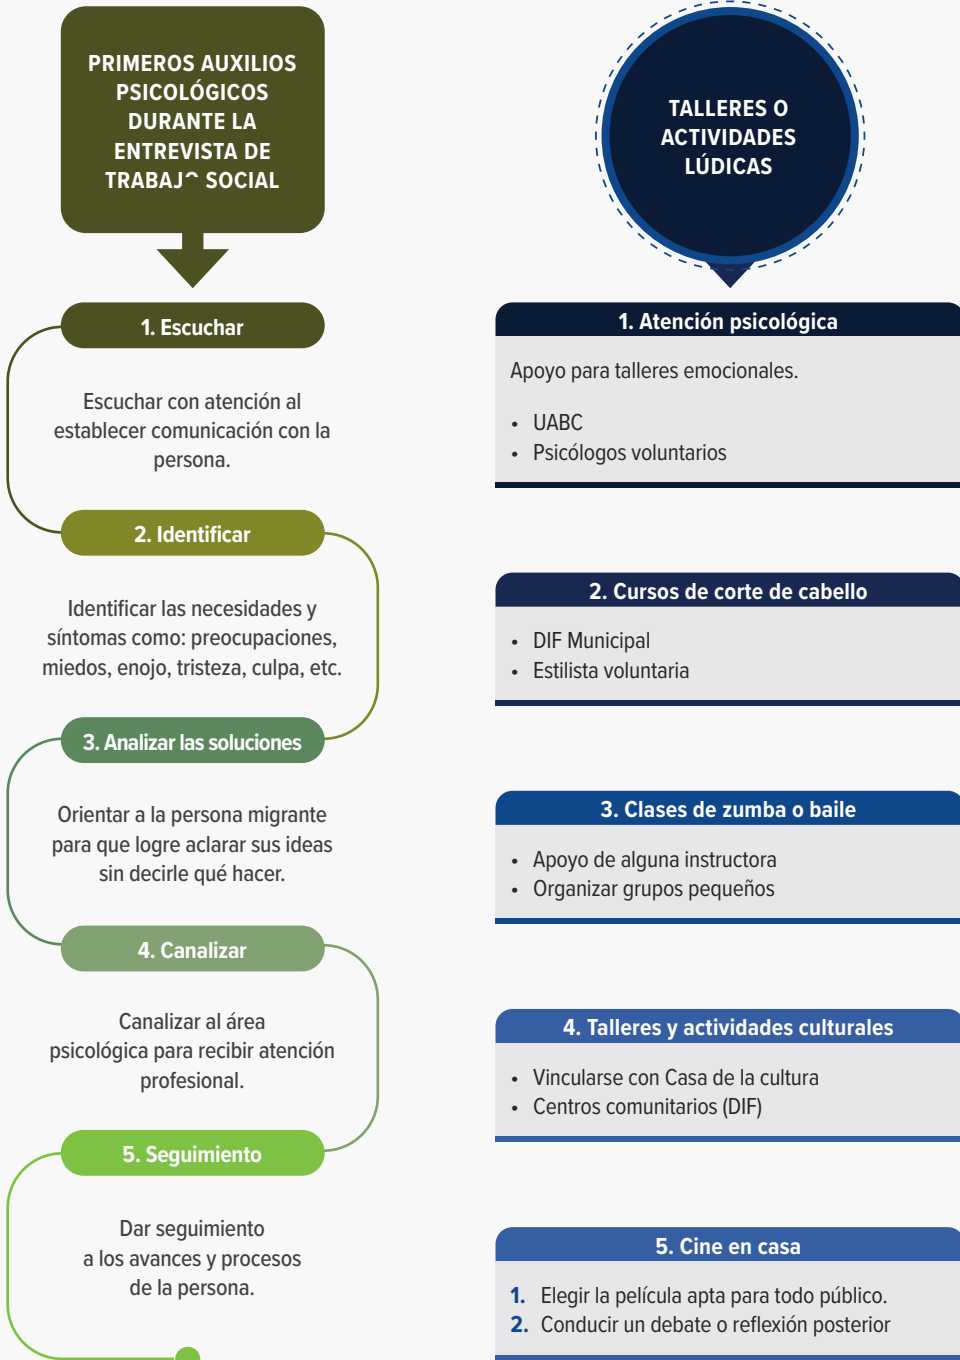 PRIMEROS AUXILIOS
PSICOLÓGICOS
DURANTE LA
ENTREVISTA DE
TRABAJO SOCIAL
1. Escuchar
Escuchar con atención al
establecer comunicación con la
persona.
2. Identificar
Identificar las necesidades y
síntomas como: preocupaciones,
miedos, enojo, tristeza, culpa, etc.
3. Analizar las soluciones
Orientar a la persona migrante
para que logre aclarar sus ideas
sin decirle qué hacer.
4. Canalizar
Canalizar al área
psicológica para recibir atención
profesional.
5. Seguimiento
Dar seguimiento
a los avances y procesos
de la persona.
TALLERES O
ACTIVIDADES
LÚDICAS
1. Atención psicológica
Apoyo para talleres emocionales.
• UABC
• Psicólogos voluntarios
2. Cursos de corte de cabello
• DIF Municipal
• Estilista voluntaria
3. Clases de zumba o baile
• Apoyo de alguna instructora
• Organizar grupos pequeños
4. Talleres y actividades culturales
• Vincularse con Casa de la cultura
• Centros comunitarios (DIF)
5. Cine en casa
1. Elegir la película apta para todo público.
2. Conducir un debate o reflexión posterior